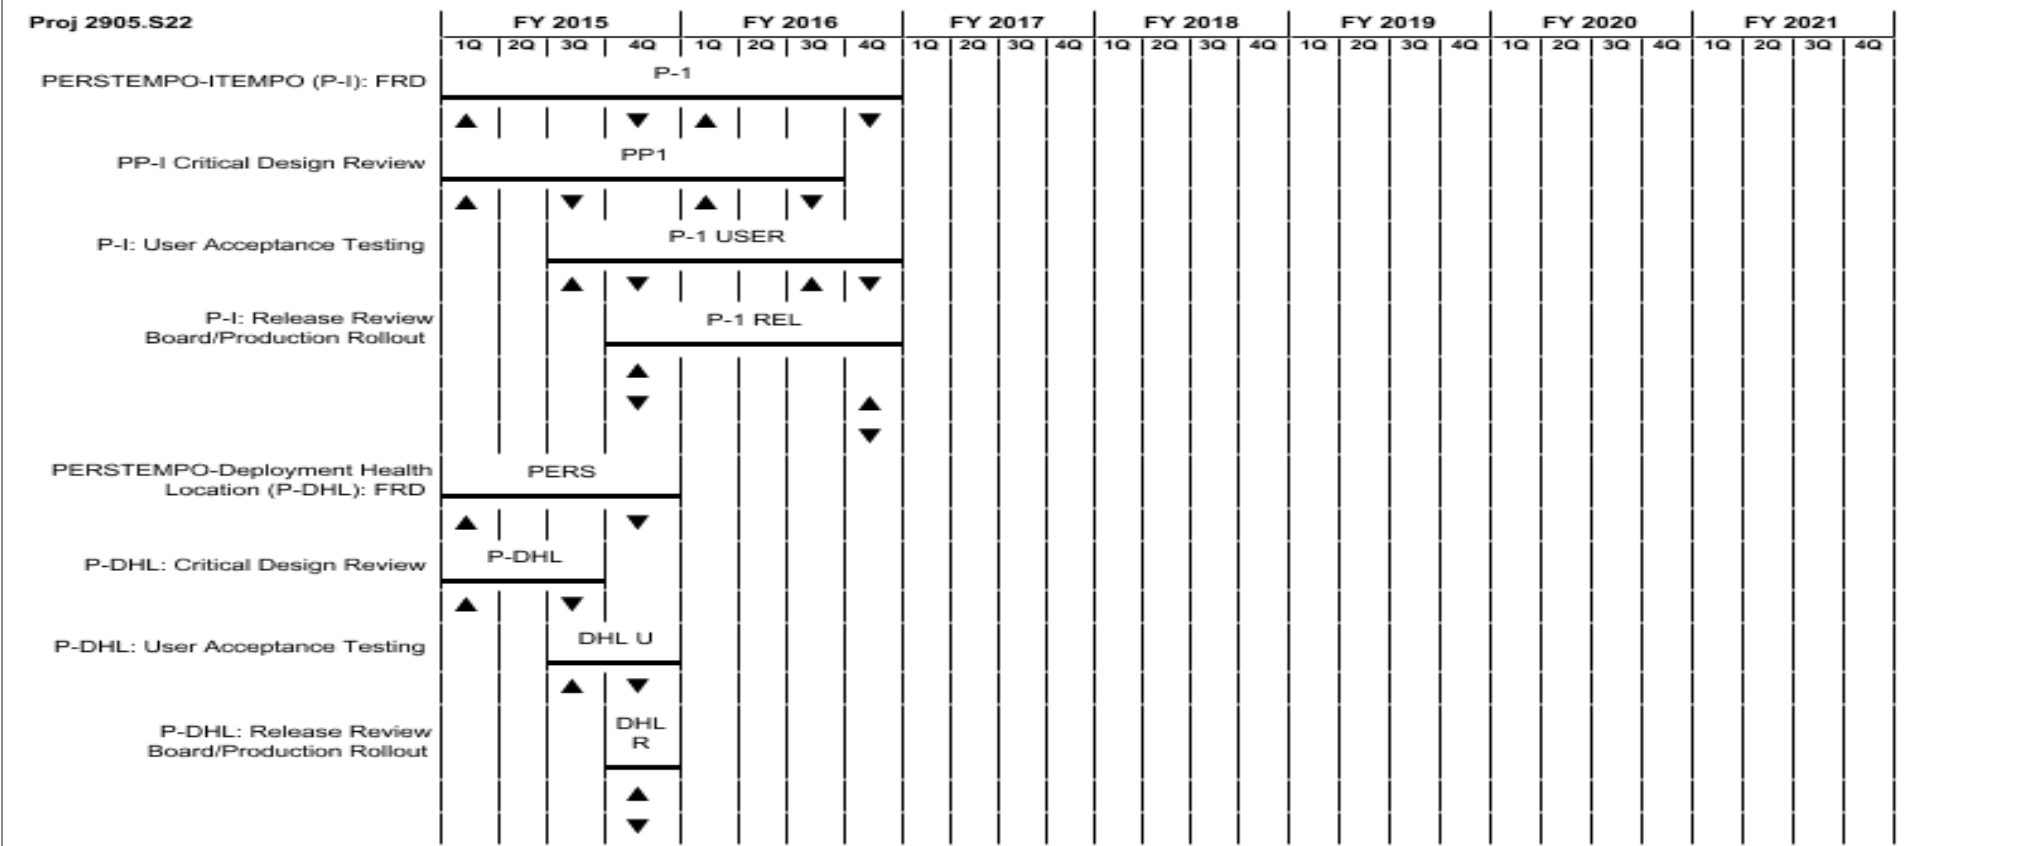 Proj 2905.S22 FY 2015 FY 2016 FY 2017 FY 2018 FY 2019 FY 2020 FY 2021
1Q 2Q 3Q 4Q 1Q 2Q 3Q 4Q 1Q 2Q 3Q 4Q 1Q 2Q 3Q 4Q 1Q 2Q 3Q 4Q 1Q 2Q 3Q 4Q 1Q 2Q 3Q 4Q
PERSTEMPO-ITEMPO (P-I): FRD
P-1
PP-I Critical Design Review
PP1
P-I: User Acceptance Testing
P-1 USER
P-I: Release Review
Board/Production Rollout
P-1 REL
PERSTEMPO-Deployment Health
Location (P-DHL): FRD
PERS
P-DHL: Critical Design Review
P-DHL
P-DHL: User Acceptance Testing
DHL U
P-DHL: Release Review
Board/Production Rollout
DHL
R